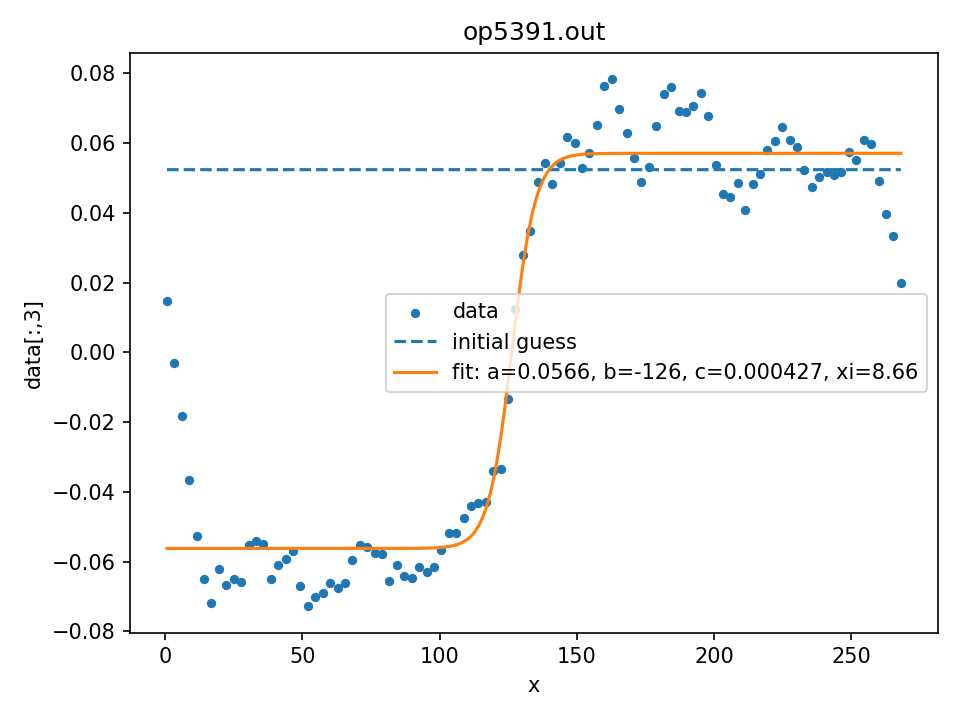 op5391.out
0.08
0.06
0.04
0.02
0.00
−0.02
−0.04
−0.06
−0.08
data[:,3]
data
initial guess
fit: a=0.0566, b=-126, c=0.000427, xi=8.66
0 50 100 150 200 250
x